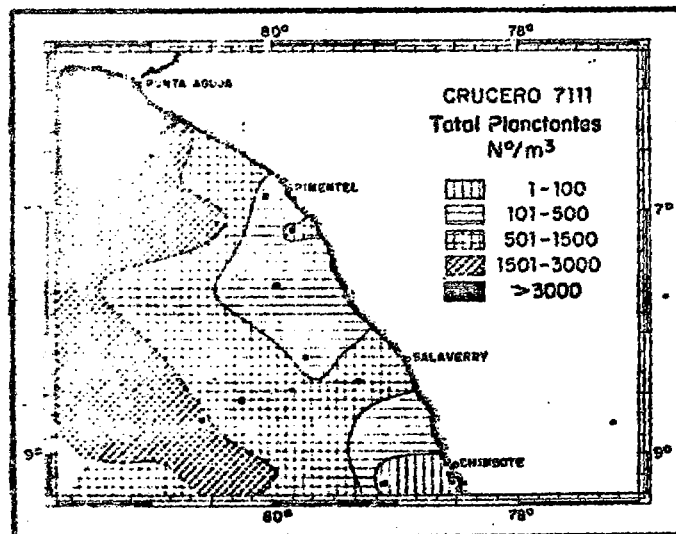 80° 78°
PUNTA AGUJA
CRUCERO 7111
Total Planctontes
N°/m³
1-100
PIMENTEL
101-500
7°
501-1500
1501-3000
>3000
SALAVERRY
9° CHIMBOTE 9°
80° 78°